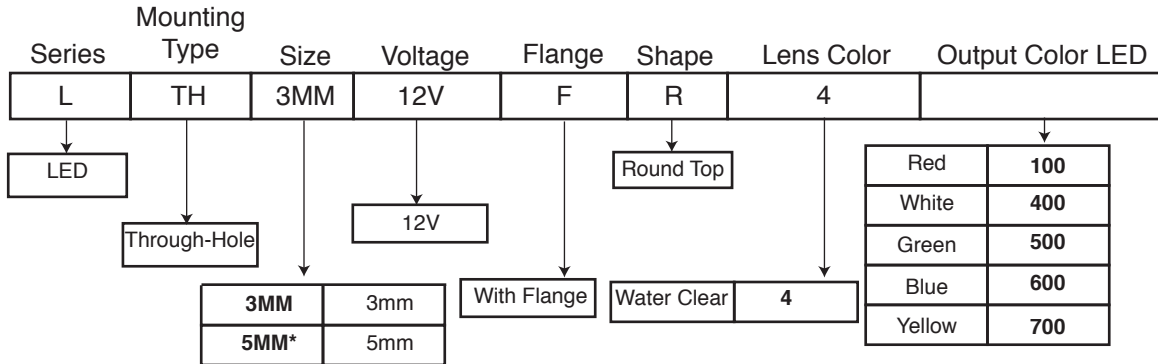 Mounting
Series Type Size Voltage Flange Shape Lens Color Output Color LED
L TH 3MM 12V F R 4
LED
Through-Hole
3MM 3mm
5MM* 5mm
12V
With Flange
Round Top
Water Clear 4
Red 100
White 400
Green 500
Blue 600
Yellow 700